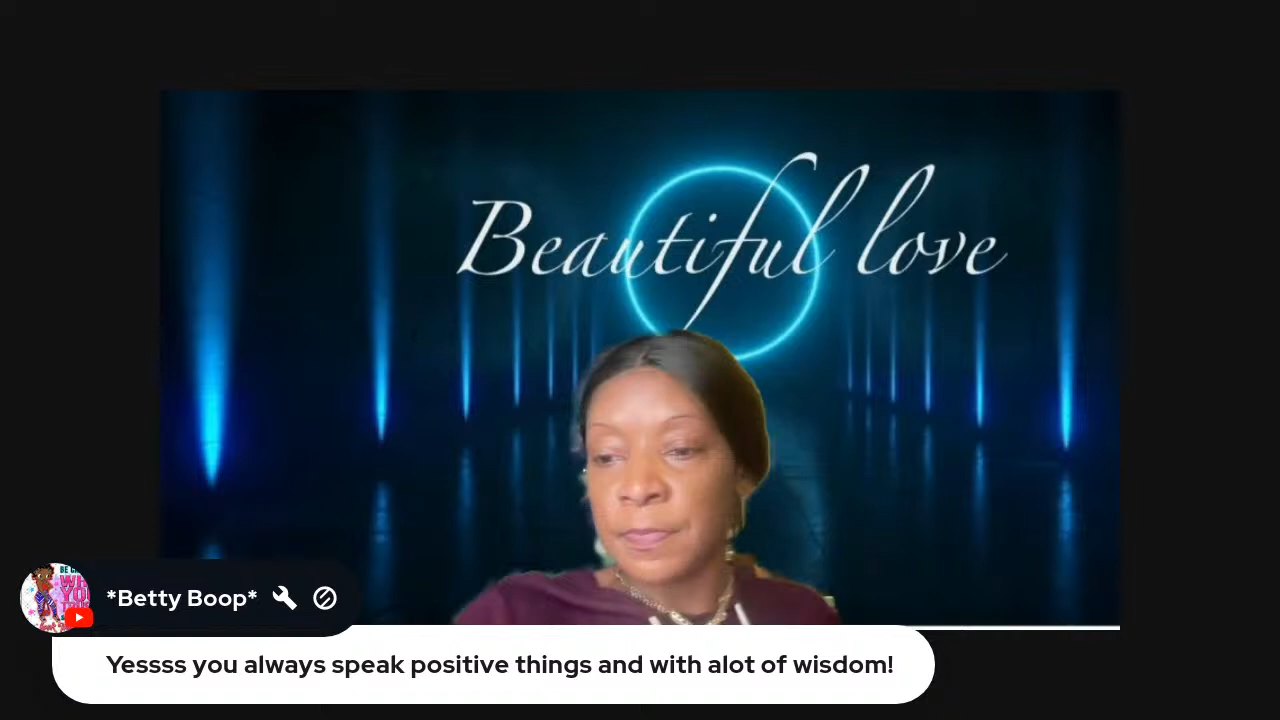 Beautiful love
*Betty Boop*
Yessss you always speak positive things and with alot of wisdom!